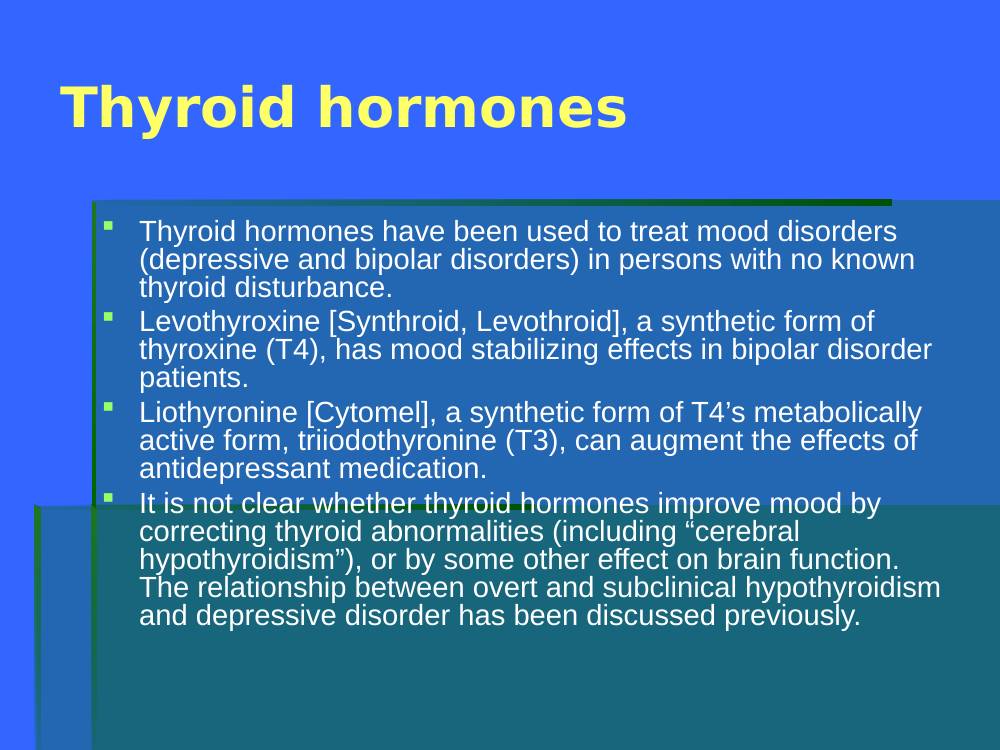 Thyroid hormones
Thyroid hormones have been used to treat mood disorders
(depressive and bipolar disorders) in persons with no known
thyroid disturbance.
Levothyroxine [Synthroid, Levothroid], a synthetic form of
thyroxine (T4), has mood stabilizing effects in bipolar disorder
patients.
Liothyronine [Cytomel], a synthetic form of T4’s metabolically
active form, triiodothyronine (T3), can augment the effects of
antidepressant medication.
It is not clear whether thyroid hormones improve mood by
correcting thyroid abnormalities (including “cerebral
hypothyroidism”), or by some other effect on brain function.
The relationship between overt and subclinical hypothyroidism
and depressive disorder has been discussed previously.